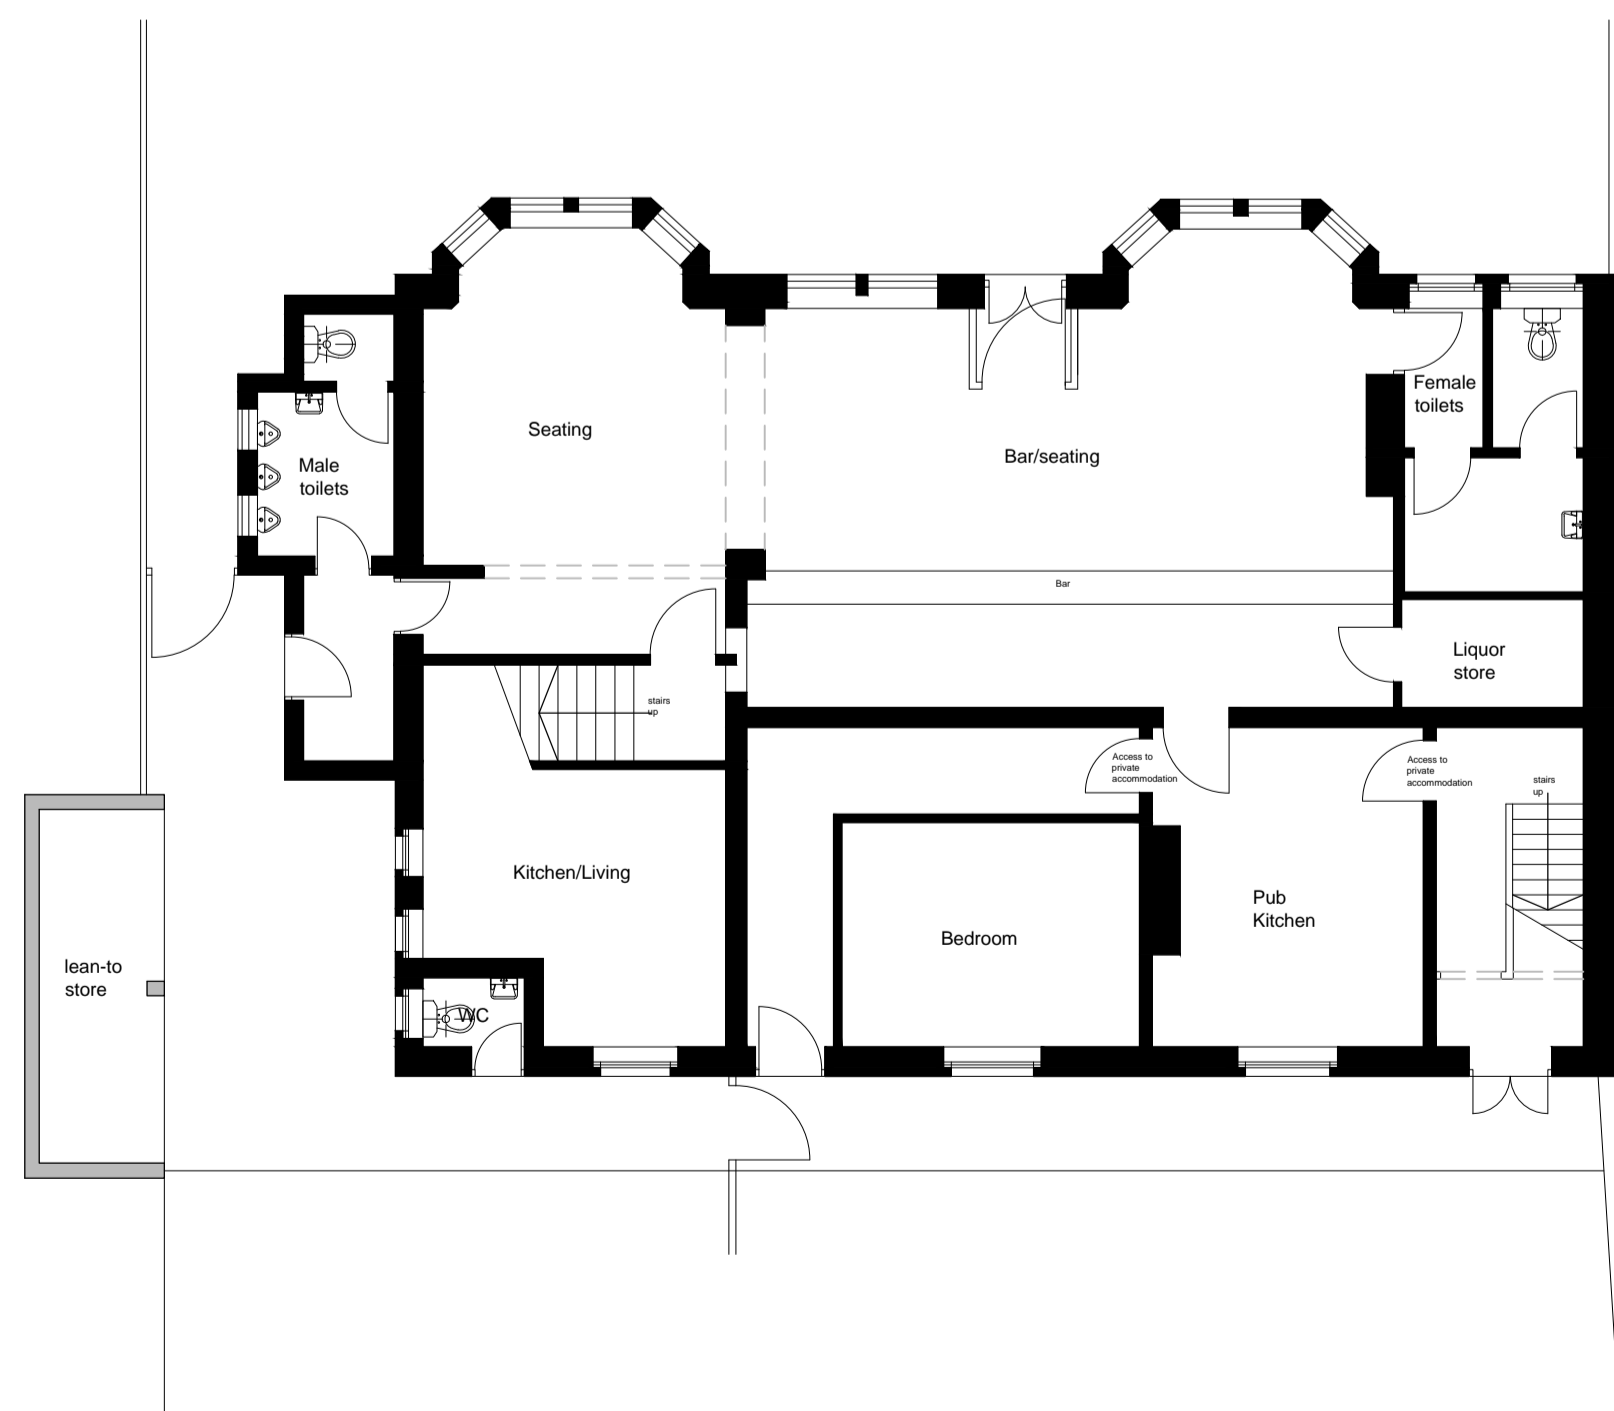 Female
toilets
Seating
Bar/seating
Male
toilets
Bar
Liquor
store
stairs
up
Access to
private
accommodation
Access to
private
accommodation
stairs
up
Kitchen/Living
Pub
Kitchen
Bedroom
lean-to
store
WC